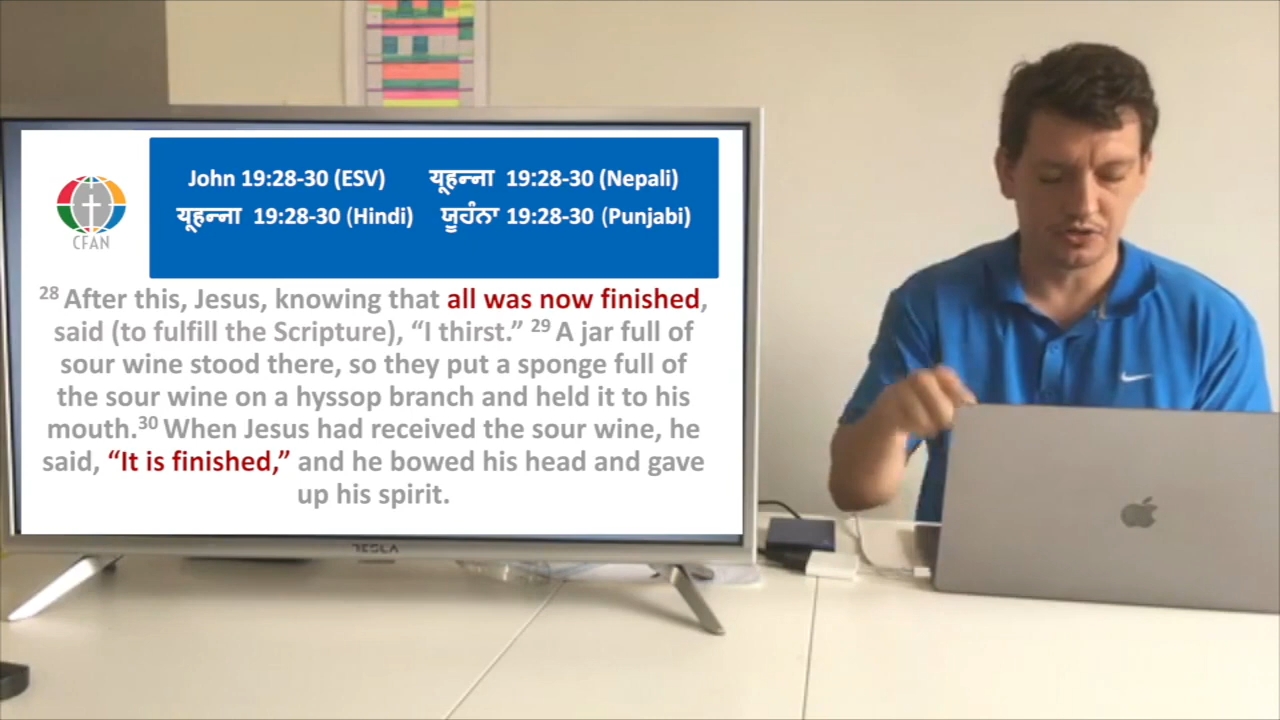 John 19:28-30 (ESV) यूहन्ना 19:28-30 (Nepali)
यूहन्ना 19:28-30 (Hindi) ਯੂਹੰਨਾ 19:28-30 (Punjabi)
CFAN
28 After this, Jesus, knowing that all was now finished,
said (to fulfill the Scripture), “I thirst.” 29 A jar full of
sour wine stood there, so they put a sponge full of
the sour wine on a hyssop branch and held it to his
mouth.30 When Jesus had received the sour wine, he
said, “It is finished,” and he bowed his head and gave
up his spirit.
TESLA